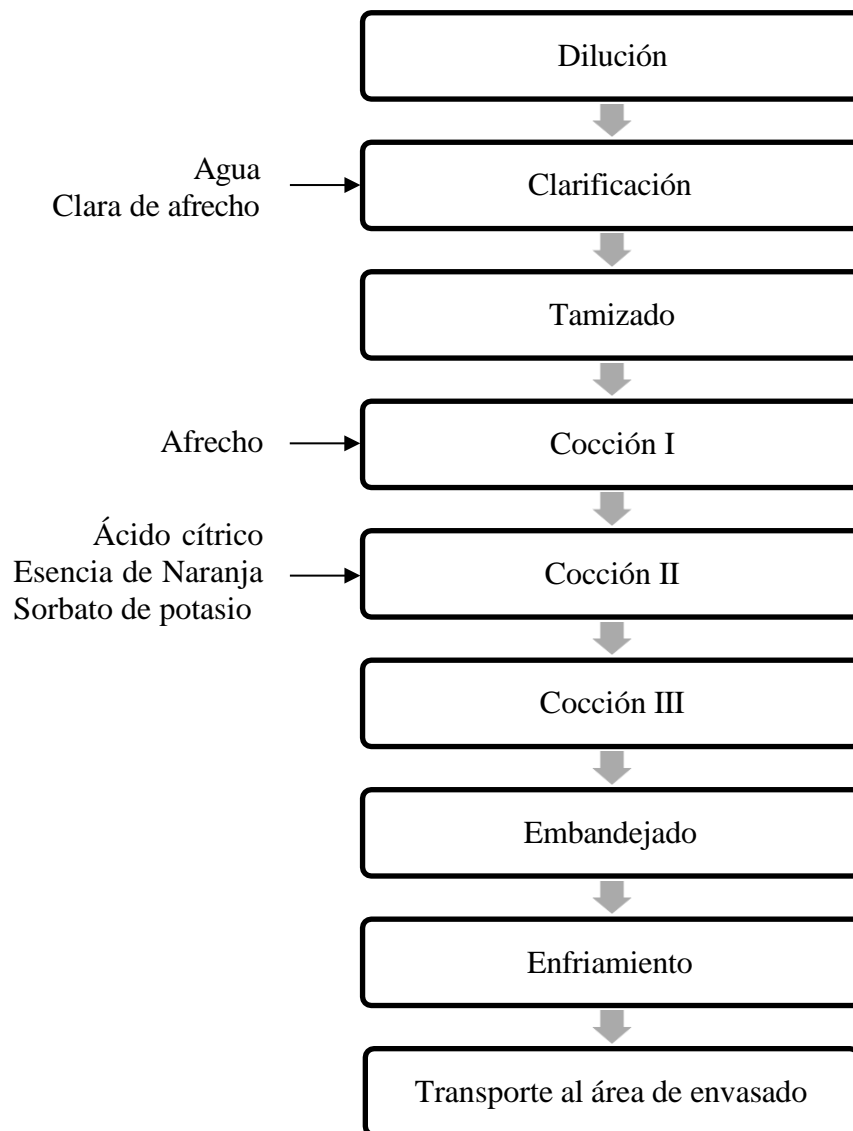 Dilución
Agua
Clara de afrecho
Clarificación
Tamizado
Afrecho
Cocción I
Ácido cítrico
Esencia de Naranja
Sorbato de potasio
Cocción II
Cocción III
Embandejado
Enfriamiento
Transporte al área de envasado